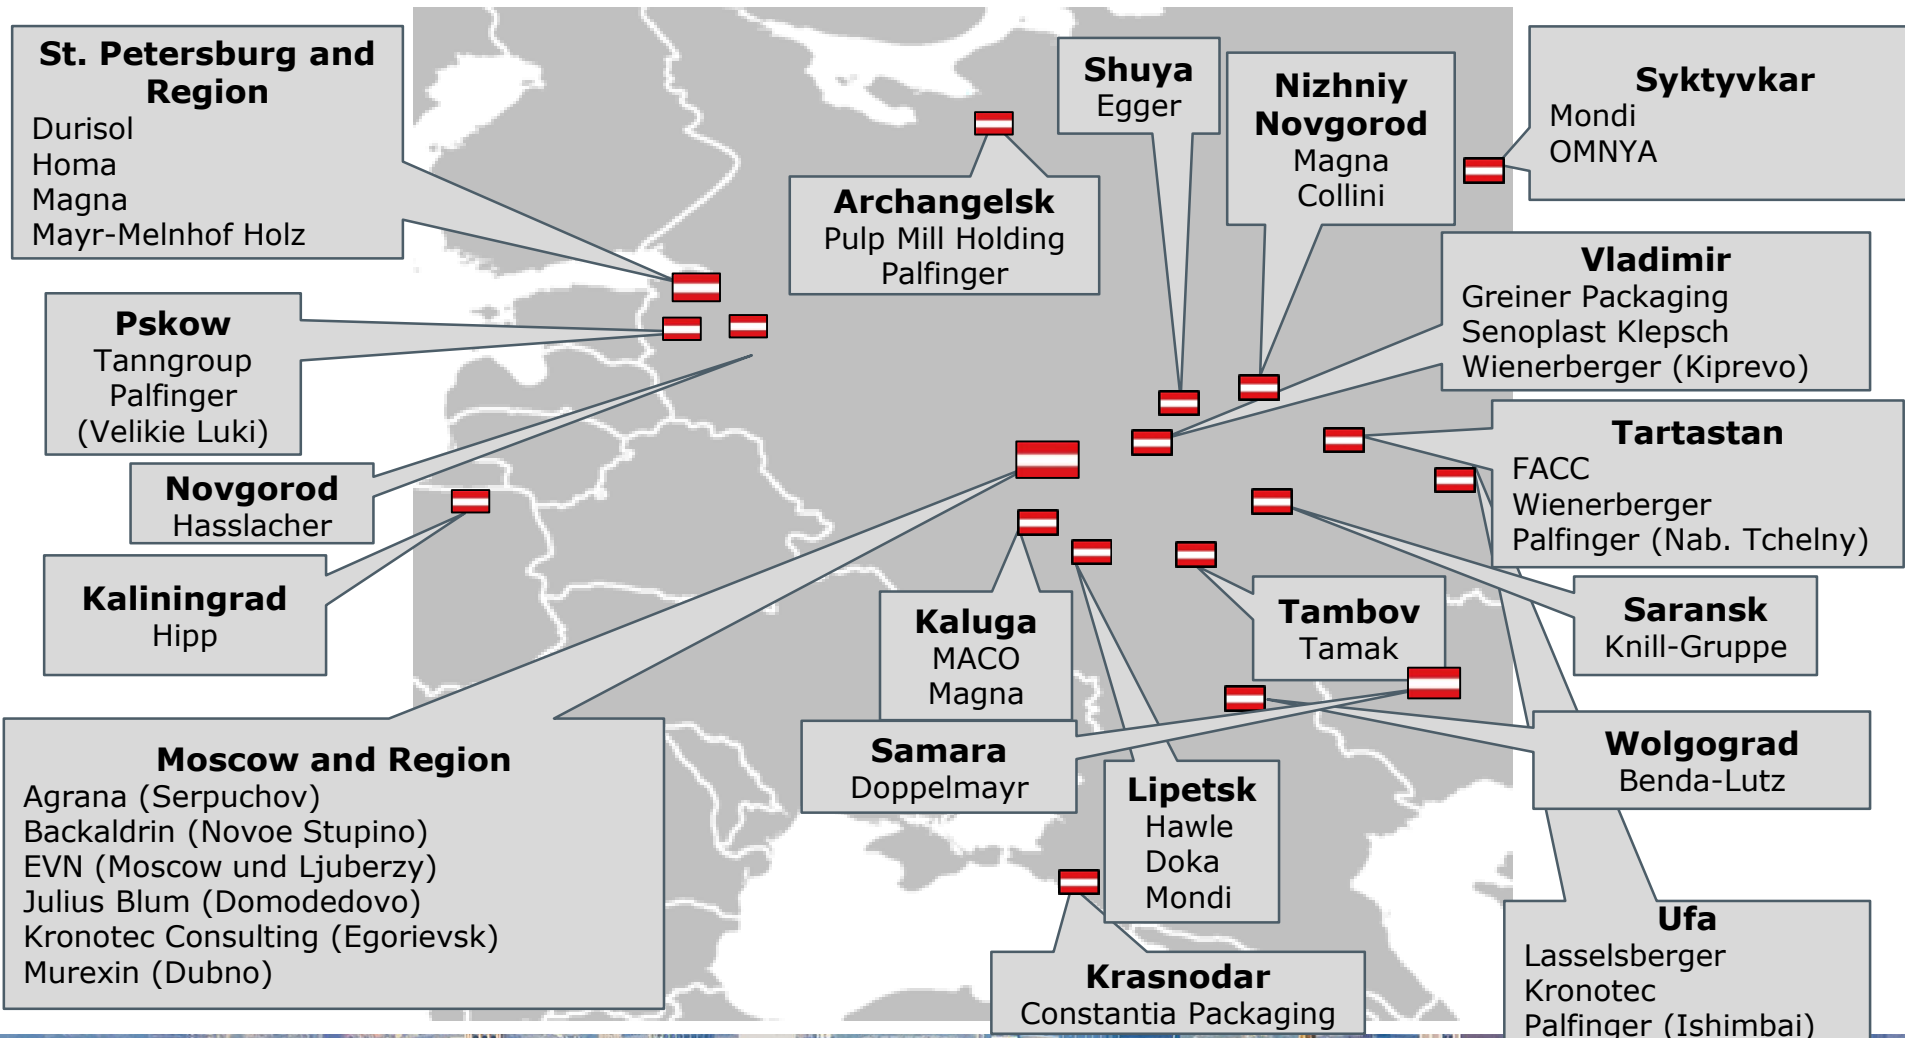 St. Petersburg and
Region
Durisol
Homa
Magna
Mayr-Melnhof Holz
Shuya
Egger
Nizhniy
Novgorod
Magna
Collini
Syktyvkar
Mondi
OMNYA
Archangelsk
Pulp Mill Holding
Palfinger
Vladimir
Greiner Packaging
Senoplast Klepsch
Wienerberger (Kiprevo)
Pskow
Tanngroup
Palfinger
(Velikie Luki)
Tartastan
FACC
Wienerberger
Palfinger (Nab. Tchelny)
Novgorod
Hasslacher
Kaliningrad
Hipp
Kaluga
MACO
Magna
Tambov
Tamak
Saransk
Knill-Gruppe
Moscow and Region
Agrana (Serpuchov)
Backaldrin (Novoe Stupino)
EVN (Moscow und Ljuberzy)
Julius Blum (Domodedovo)
Kronotec Consulting (Egorievsk)
Murexin (Dubno)
Samara
Doppelmayr
Lipetsk
Hawle
Doka
Mondi
Wolgograd
Benda-Lutz
Krasnodar
Constantia Packaging
Ufa
Lasselsberger
Kronotec
Palfinger (Ishimbai)